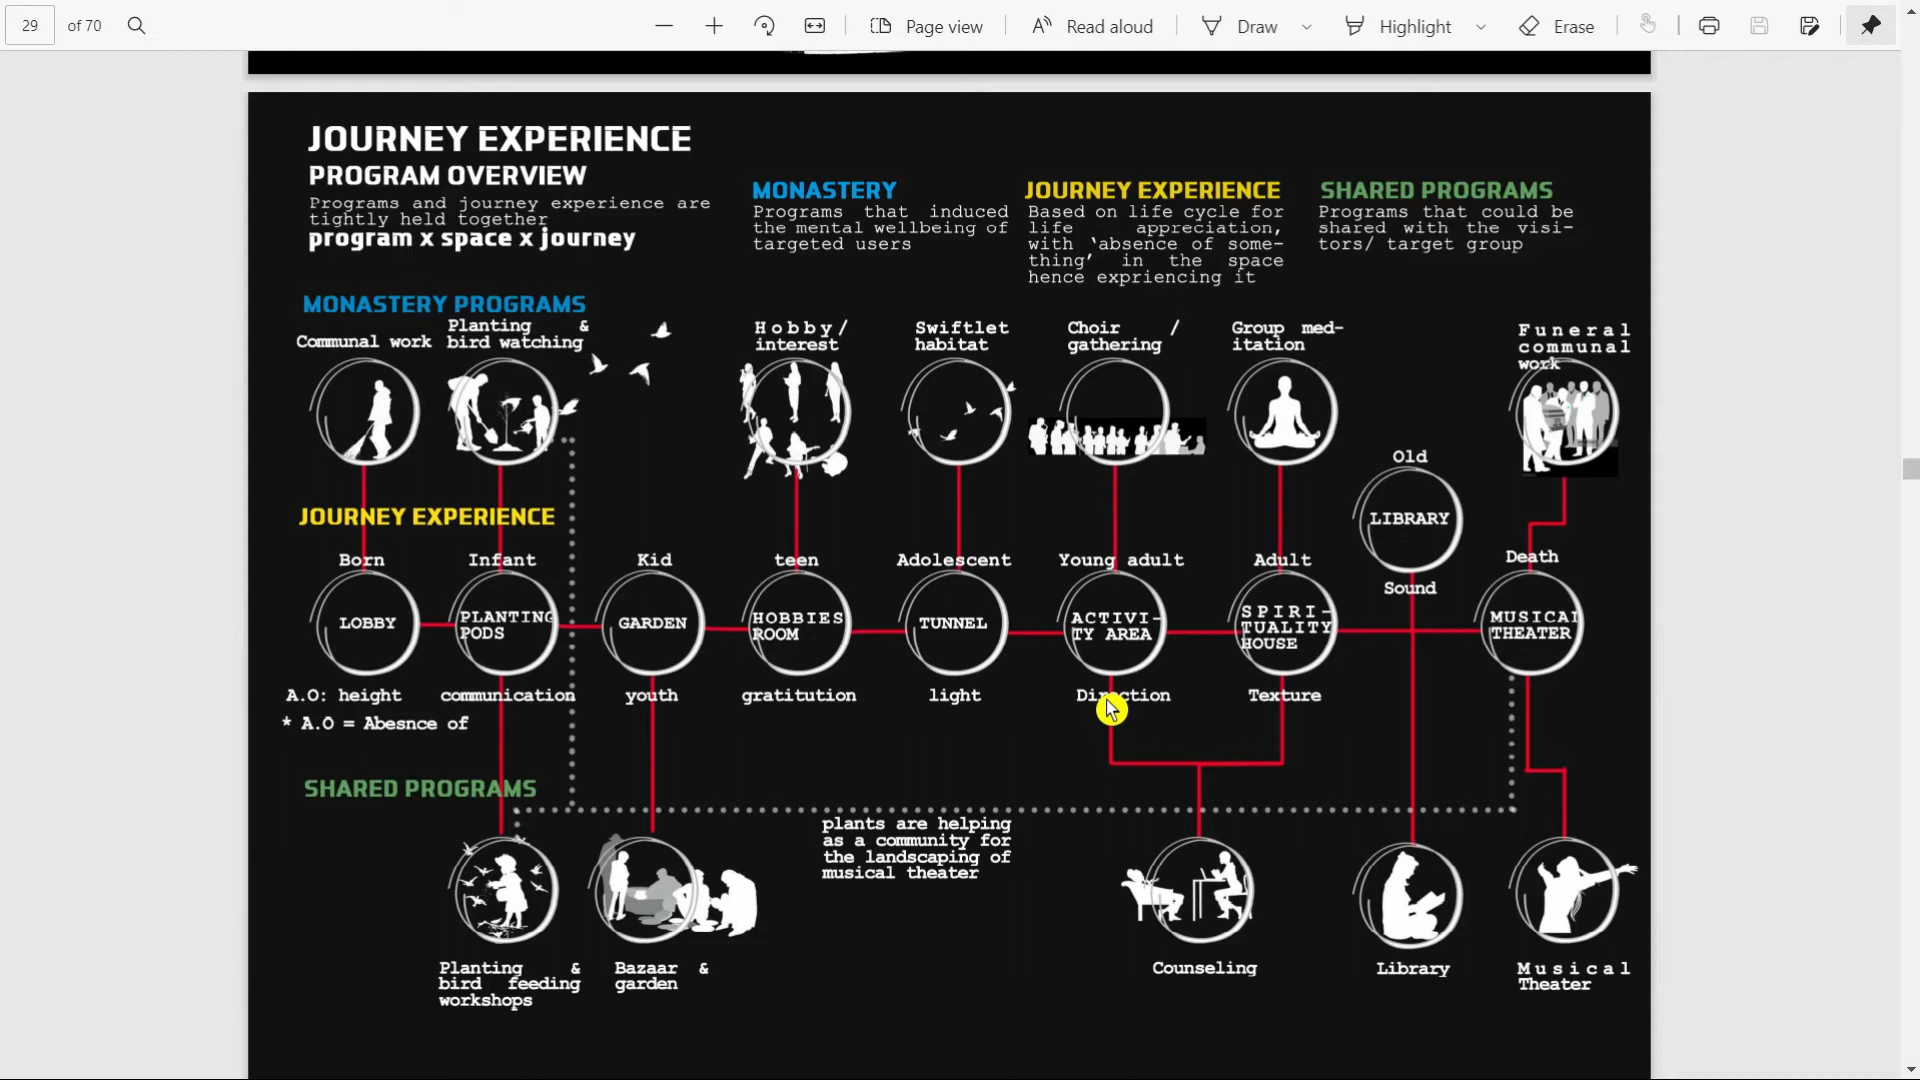 29 of 70
Page view
Read aloud
Draw
Highlight
Erase
JOURNEY EXPERIENCE
PROGRAM OVERVIEW
Programs and journey experience are
tightly held together
program x space x journey
MONASTERY
Programs that induced
the mental wellbeing of
targeted users
JOURNEY EXPERIENCE
Based on life cycle for
life appreciation,
with 'absence of some-
thing' in the space
hence expriencing it
SHARED PROGRAMS
Programs that could be
shared with the visi-
tors/ target group
MONASTERY PROGRAMS
Communal work
Planting &
bird watching
Hobby/
interest
Swiftlet
habitat
Choir /
gathering
Group med-
itation
Funeral
communal
work
Old
LIBRARY
Sound
JOURNEY EXPERIENCE
Born
Infant
Kid
teen
Adolescent
Young adult
Adult
Death
LOBBY
PLANTING
PODS
GARDEN
HOBBIES
ROOM
TUNNEL
ACTIVI-
TY AREA
SPIRI-
TUALITY
HOUSE
MUSICAL
THEATER
A.O: height
communication
youth
gratitution
light
Direction
Texture
* A.O = Abesnce of
SHARED PROGRAMS
plants are helping
as a community for
the landscaping of
musical theater
Planting &
bird feeding
workshops
Bazaar &
garden
Counseling
Library
Musical
Theater